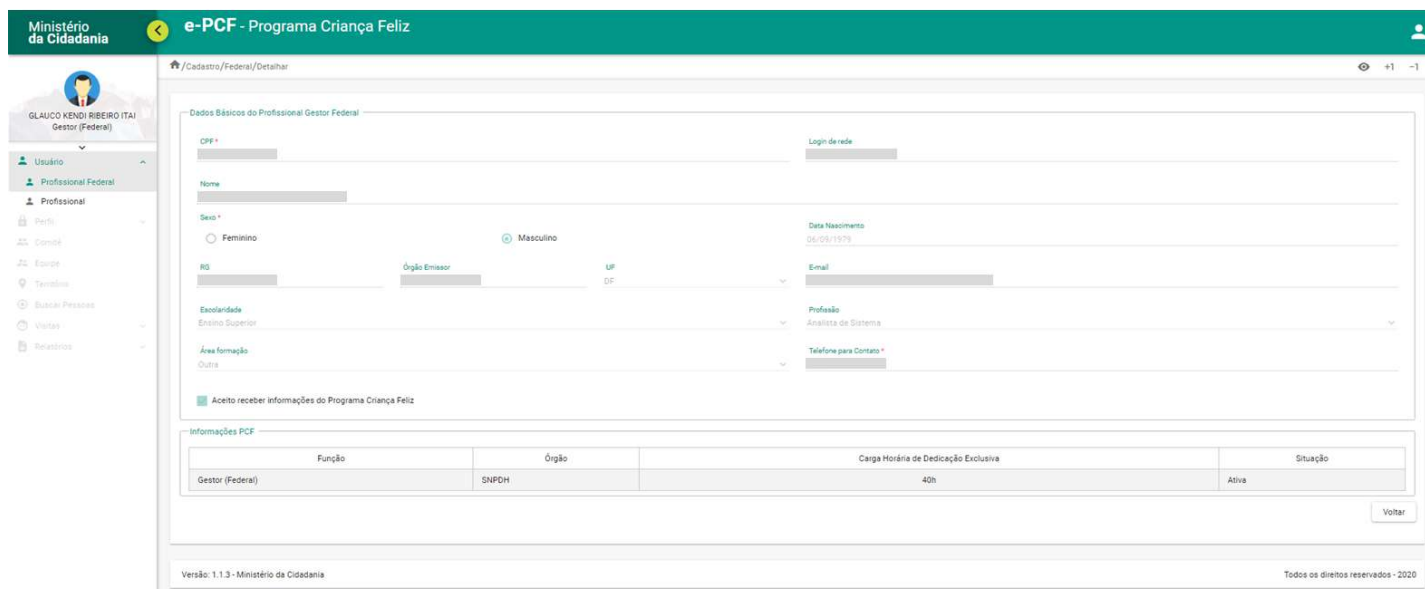 Ministério
da Cidadania
e-PCF - Programa Criança Feliz
/Cadastro/Federal/Detalhar
+1 -1
GLAUCO KENDI RIBEIRO ITAI
Gestor (Federal)
Usuário
Profissional Federal
Profissional
Perfil
Comitê
Equipe
Território
Buscar Pessoas
Visitas
Relatórios
Dados Básicos do Profissional Gestor Federal
CPF *
Login de rede
Nome
Sexo *
Feminino
Masculino
Data Nascimento
06/09/1979
RG
Órgão Emissor
UF
DF
E-mail
Escolaridade
Ensino Superior
Profissão
Analista de Sistema
Área formação
Outra
Telefone para Contato *
Aceito receber informações do Programa Criança Feliz
Informações PCF
Função Órgão Carga Horária de Dedicação Exclusiva Situação
Gestor (Federal) SNPDH 40h Ativa
Voltar
Versão: 1.1.3 - Ministério da Cidadania
Todos os direitos reservados - 2020